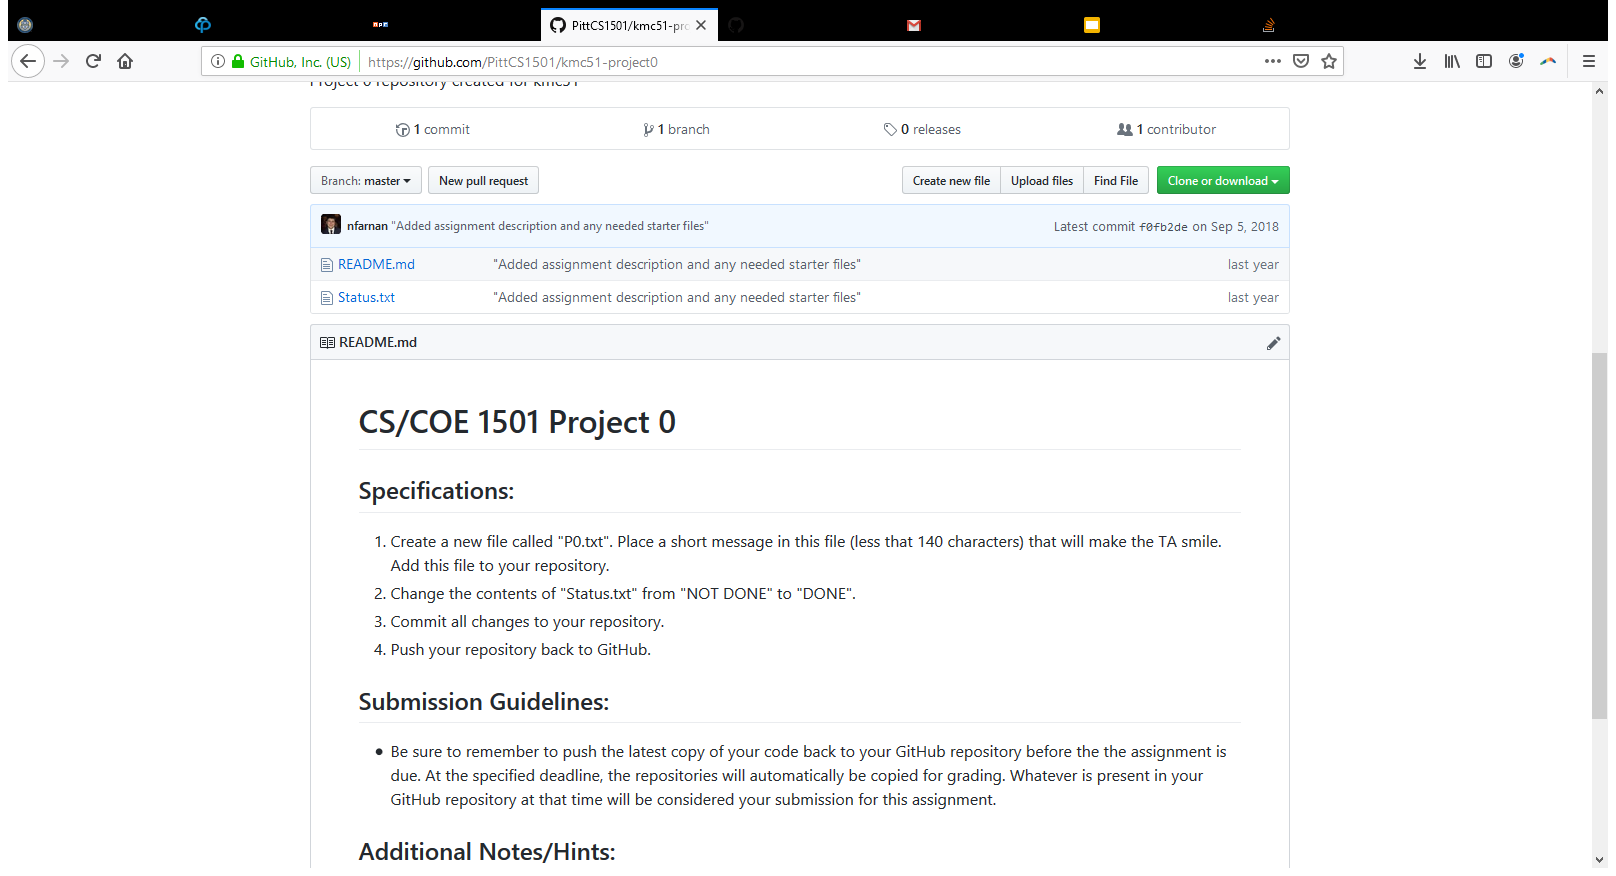 npr
PittCS1501/kmc51-pro
GitHub, Inc. (US)
https://github.com/PittCS1501/kmc51-project0
Project 0 repository created for kmc51
1 commit
1 branch
0 releases
1 contributor
Branch: master
New pull request
Create new file
Upload files
Find File
Clone or download
nfarnan "Added assignment description and any needed starter files"
Latest commit f0fb2de on Sep 5, 2018
README.md "Added assignment description and any needed starter files" last year
Status.txt "Added assignment description and any needed starter files" last year
README.md
CS/COE 1501 Project 0
Specifications:
1. Create a new file called "P0.txt". Place a short message in this file (less that 140 characters) that will make the TA smile.
Add this file to your repository.
2. Change the contents of "Status.txt" from "NOT DONE" to "DONE".
3. Commit all changes to your repository.
4. Push your repository back to GitHub.
Submission Guidelines:
Be sure to remember to push the latest copy of your code back to your GitHub repository before the the assignment is
due. At the specified deadline, the repositories will automatically be copied for grading. Whatever is present in your
GitHub repository at that time will be considered your submission for this assignment.
Additional Notes/Hints: